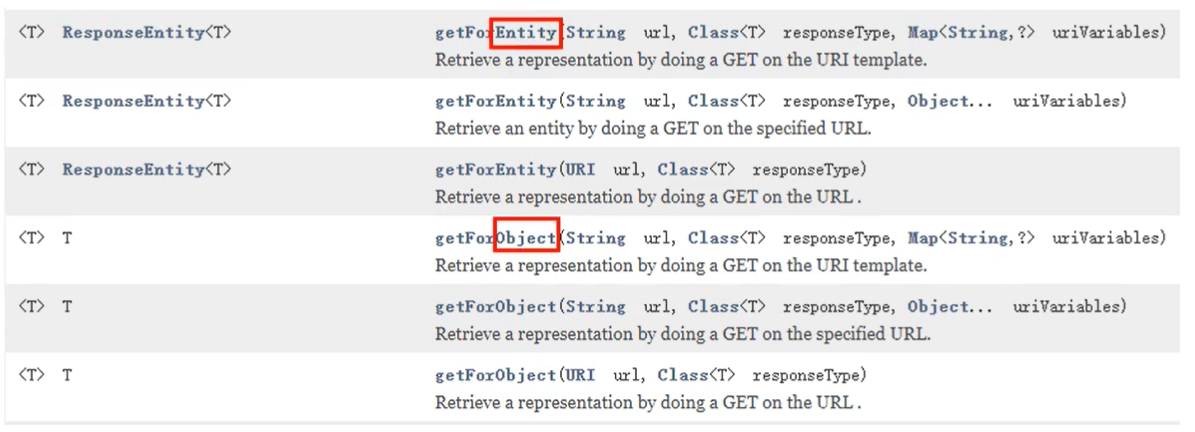 <T> ResponseEntity<T> getForEntity(String url, Class<T> responseType, Map<String,?> uriVariables)
Retrieve a representation by doing a GET on the URI template.
<T> ResponseEntity<T> getForEntity(String url, Class<T> responseType, Object... uriVariables)
Retrieve an entity by doing a GET on the specified URL.
<T> ResponseEntity<T> getForEntity(URI url, Class<T> responseType)
Retrieve a representation by doing a GET on the URL .
<T> T getForObject(String url, Class<T> responseType, Map<String,?> uriVariables)
Retrieve a representation by doing a GET on the URI template.
<T> T getForObject(String url, Class<T> responseType, Object... uriVariables)
Retrieve a representation by doing a GET on the specified URL.
<T> T getForObject(URI url, Class<T> responseType)
Retrieve a representation by doing a GET on the URL .